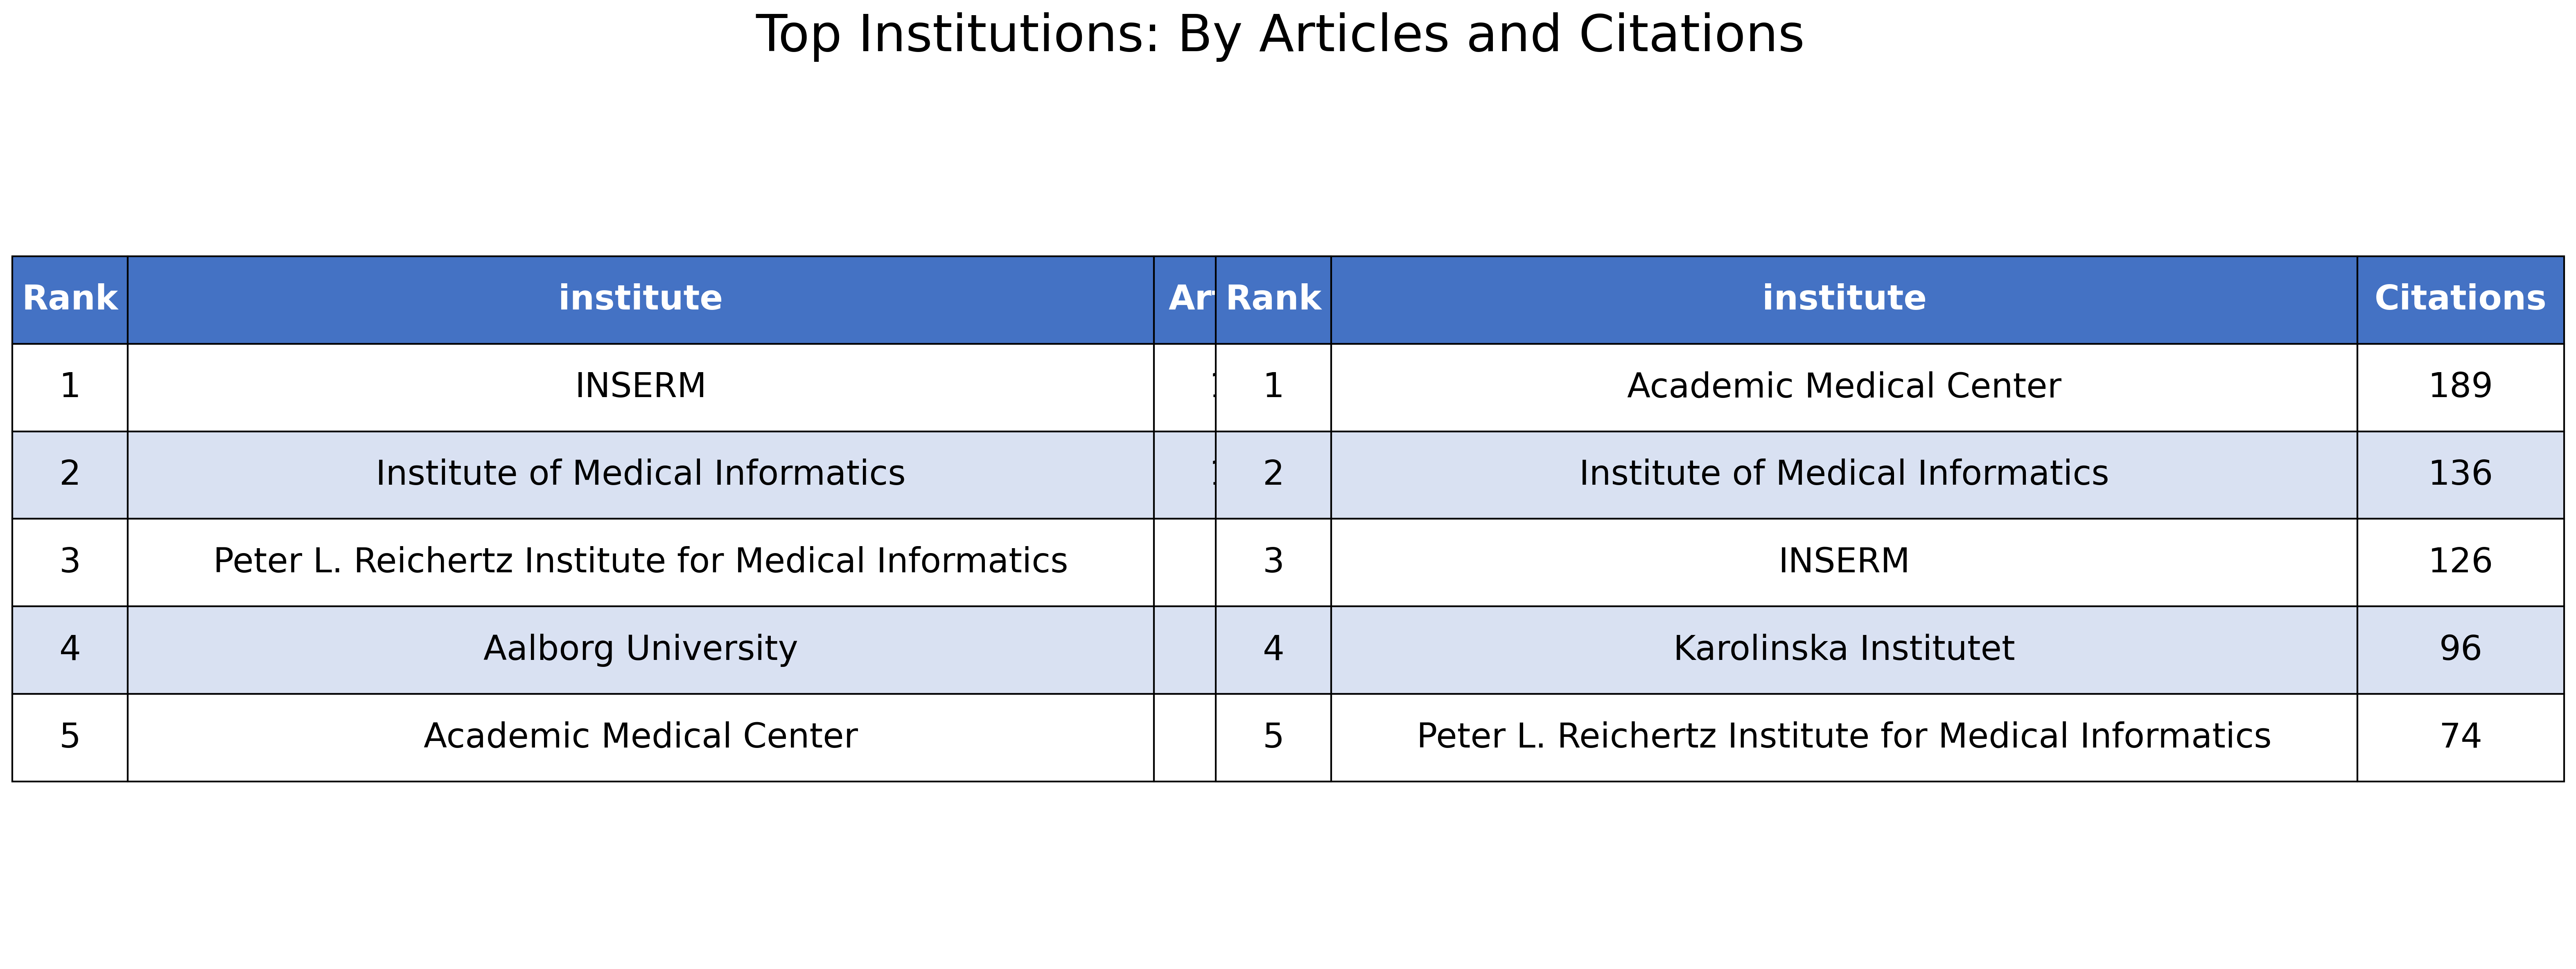 Top Institutions: By Articles and Citations
Rank institute Rank institute Citations
1 INSERM 1 Academic Medical Center 189
2 Institute of Medical Informatics 2 Institute of Medical Informatics 136
3 Peter L. Reichertz Institute for Medical Informatics 3 INSERM 126
4 Aalborg University 4 Karolinska Institutet 96
5 Academic Medical Center 5 Peter L. Reichertz Institute for Medical Informatics 74